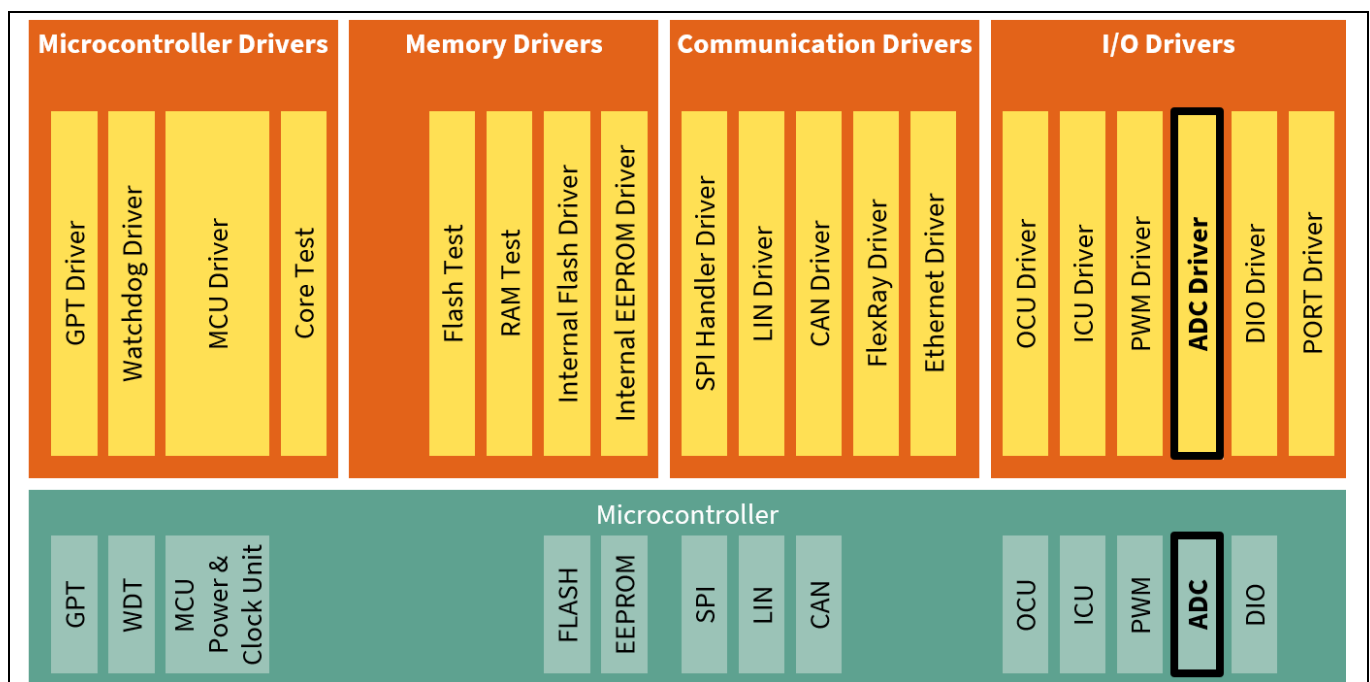 Microcontroller Drivers
GPT Driver
Watchdog Driver
MCU Driver
Core Test
Memory Drivers
Flash Test
RAM Test
Internal Flash Driver
Internal EEPROM Driver
Communication Drivers
SPI Handler Driver
LIN Driver
CAN Driver
FlexRay Driver
Ethernet Driver
I/O Drivers
OCU Driver
ICU Driver
PWM Driver
ADC Driver
DIO Driver
PORT Driver
Microcontroller
GPT
WDT
MCU
Power &
Clock Unit
FLASH
EEPROM
SPI
LIN
CAN
OCU
ICU
PWM
ADC
DIO